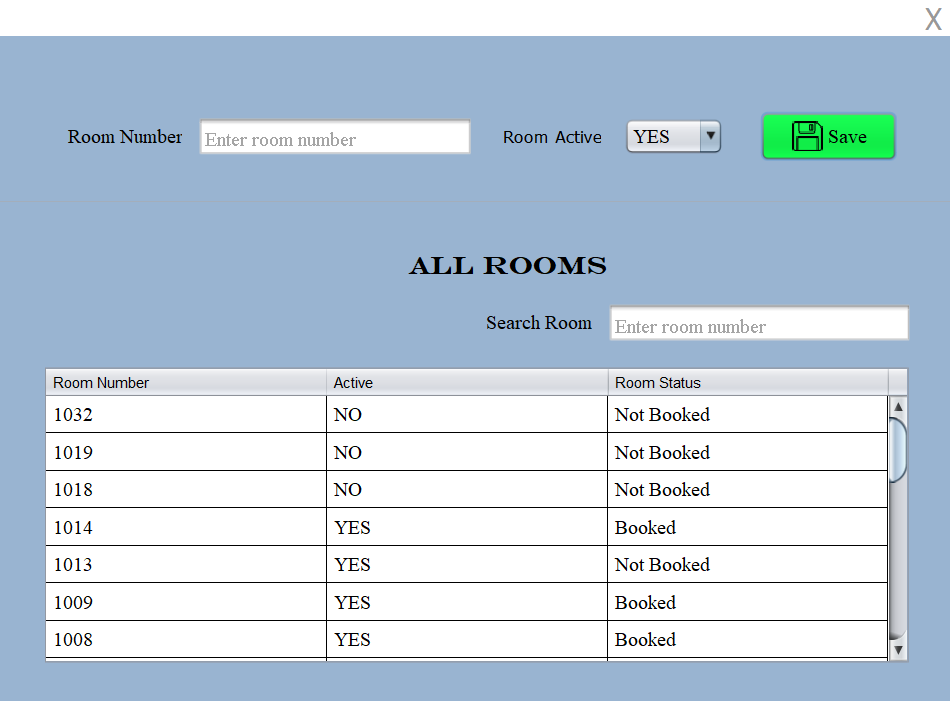 X
Room Number Enter room number Room Active YES Save
ALL ROOMS
Search Room Enter room number
Room Number Active Room Status
1032 NO Not Booked
1019 NO Not Booked
1018 NO Not Booked
1014 YES Booked
1013 YES Not Booked
1009 YES Booked
1008 YES Booked